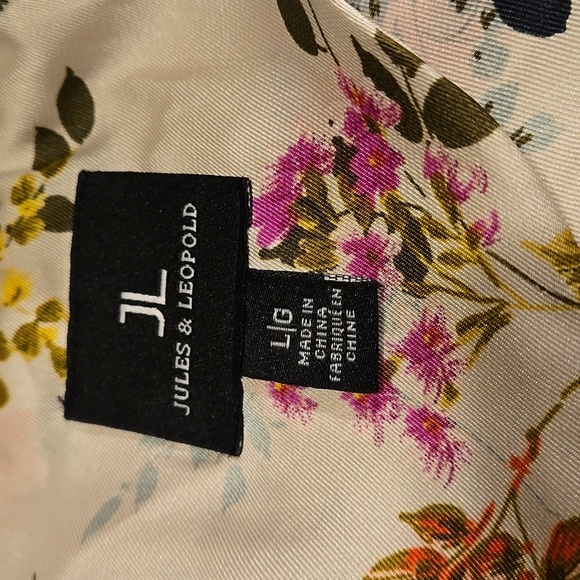 JL
JULES & LEOPOLD
L|G
MADE IN
CHINA
FABRIQUÉ EN
CHINE